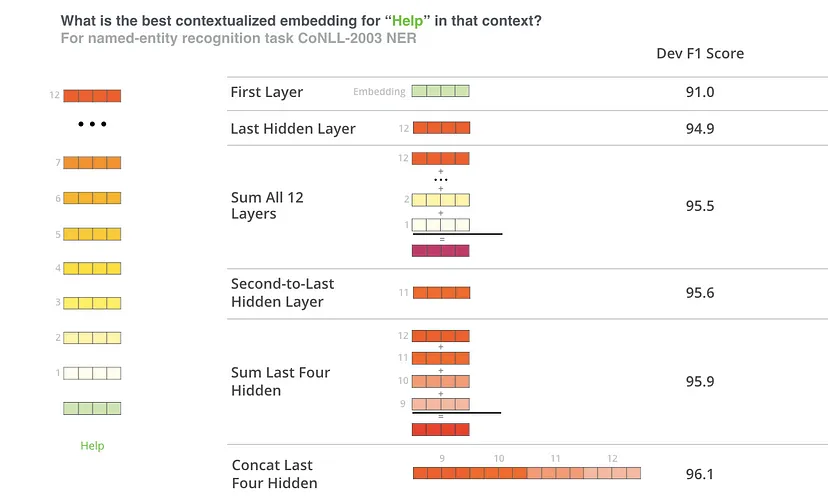 What is the best contextualized embedding for “Help” in that context?
For named-entity recognition task CoNLL-2003 NER
Dev F1 Score
12
7
6
5
4
3
2
1
Help
First Layer Embedding 91.0
Last Hidden Layer 12 94.9
12
+
...
+
Sum All 12
Layers
2
+
1
=
95.5
Second-to-Last
Hidden Layer
11
95.6
12
+
11
+
Sum Last Four
Hidden
10
+
9
=
95.9
Concat Last
Four Hidden
9 10 11 12
96.1